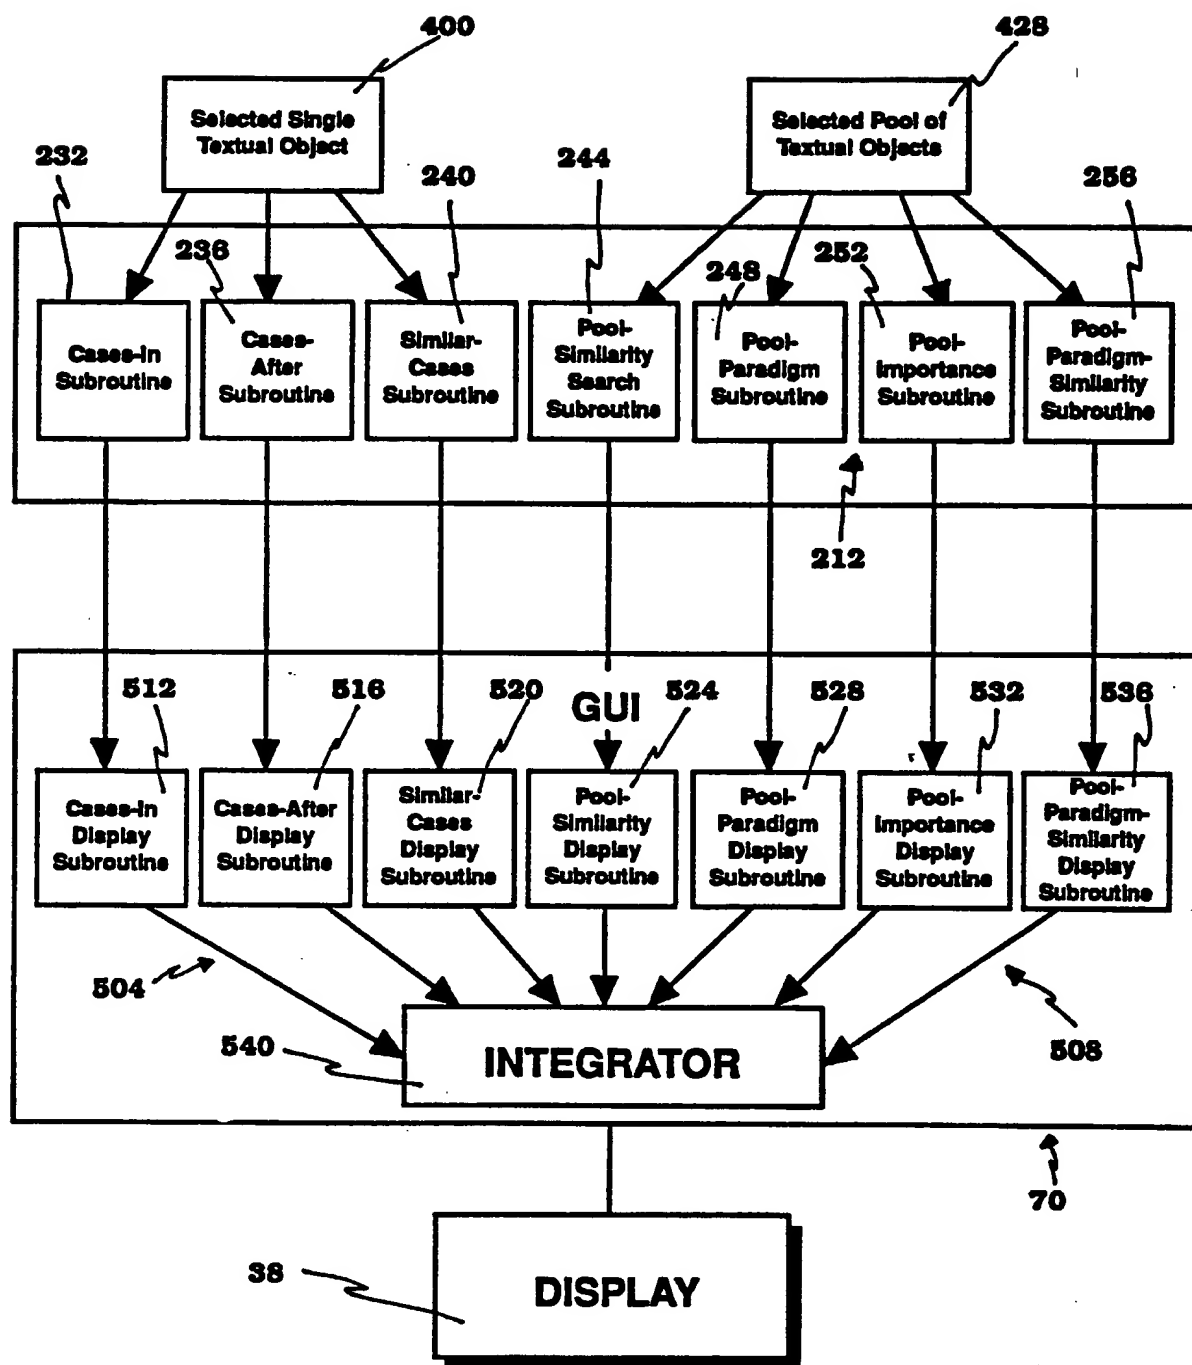 400
428
Selected Single
Textual Object
Selected Pool of
Textual Objects
232
240
244
256
236
248
252
Cases-In
Subroutine
Cases-
After
Subroutine
Similar-
Cases
Subroutine
Pool-
Similarity
Search
Subroutine
Pool-
Paradigm
Subroutine
Pool-
Importance
Subroutine
Pool-
Paradigm-
Similarity
Subroutine
212
GUI
512
516
520
524
528
532
536
Cases-In
Display
Subroutine
Cases-After
Display
Subroutine
Similar-
Cases
Display
Subroutine
Pool-
Similarity
Display
Subroutine
Pool-
Paradigm
Display
Subroutine
Pool-
Importance
Display
Subroutine
Pool-
Paradigm-
Similarity
Display
Subroutine
504
508
540
INTEGRATOR
70
38
DISPLAY